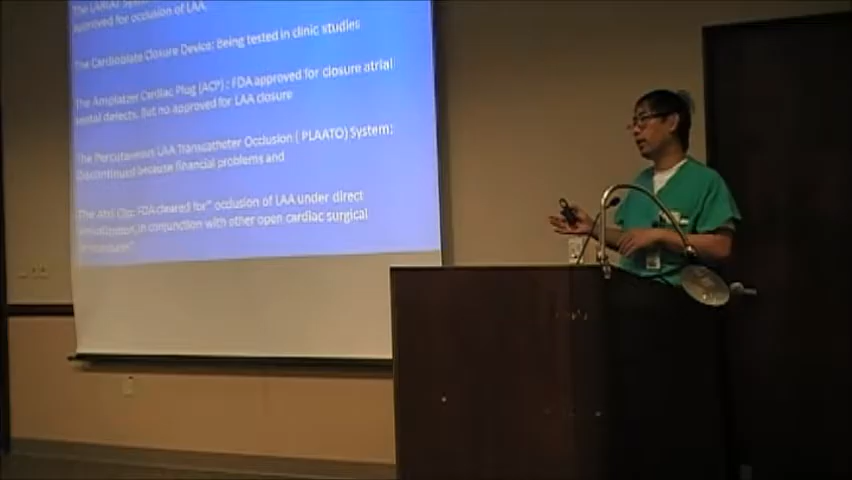 The LARIAT
approved for occlusion of LAA
The Cardioblate Closure Device: Being tested in clinic studies
The Amplatzer Cardiac Plug (ACP) : FDA approved for closure atrial
septal defects. But no approved for LAA closure
The Percutaneous LAA Transcatheter Occlusion ( PLAATO) System:
Discontinued because financial problems and
The Atri Clip: FDA cleared for" occlusion of LAA under direct
visualization, in conjunction with other open cardiac surgical